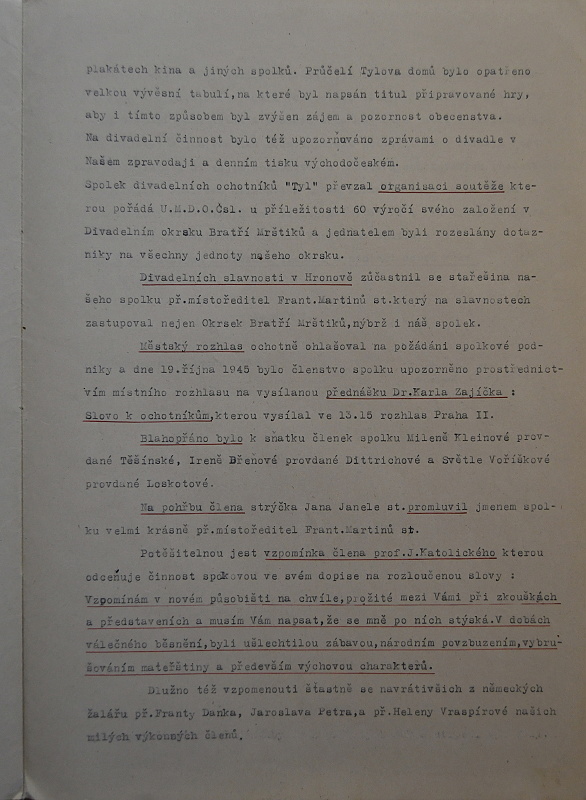 plakátech kina a jiných spolků. Průčelí Tylova domů bylo opatřeno
velkou vývěsní tabulí,na které byl napsán titul připravované hry,
aby i tímto způsobem byl zvýšen zájem a pozornost obecenstva.
Na divadelní činnost bylo též upozorňováno zprávami o divadle v
Našem zpravodaji a denním tisku východočeském.
Spolek divadelních ochotníků "Tyl" převzal organisaci soutěže kte-
rou pořádá U.M.D.O.Čsl. u příležitosti 60 výročí svého založení v
Divadelním okrsku Bratří Mrštíků a jednatelem byli rozeslány dotaz-
níky na všechny jednoty našeho okrsku.
Divadelních slavností v Hronově zúčastnil se stařešina na-
šeho spolku př.místoředitel Frant.Martinů st.který na slavnostech
zastupoval nejen Okrsek Bratří Mrštíků,nýbrž i náš spolek.
Městský rozhlas ochotně ohlašoval na požádání spolkové pod-
niky a dne 19.října 1945 bylo členstvo spolku upozorněno prostřednict-
vím místního rozhlasu na vysílanou přednášku Dr.Karla Zajíčka :
Slovo k ochotníkům,kterou vysílal ve 13.15 rozhlas Praha II.
Blahopřáno bylo k sňatku členek spolku Mileně Kleinové prov-
dané Těšínské, Ireně Dřeňové provdané Dittrichové a Světle Voříškové
provdané Loskotové.
Na pohřbu člena strýčka Jana Janele st.promluvil jmenem spol-
ku velmi krásně př.místoředitel Frant.Martinů st.
Potěšitelnou jest vzpomínka člena prof.J.Katolického kterou
odceňuje činnost spokovou ve svém dopise na rozloučenou slovy :
Vzpomínám v novém působišti na chvíle,prožité mezi Vámi při zkouškách
a představeních a musím Vám napsat,že se mně po nich stýská.V dobách
válečného běsnění,byli ušlechtilou zábavou,národním povzbuzením,vybru-
šováním mateřštiny a především výchovou charakterů.
Dlužno též vzpomenouti šťastně se navrátivších z německých
žalářu př.Franty Daňka, Jaroslava Petra,a př.Heleny Vraspírové našich
milých výkonných členů.